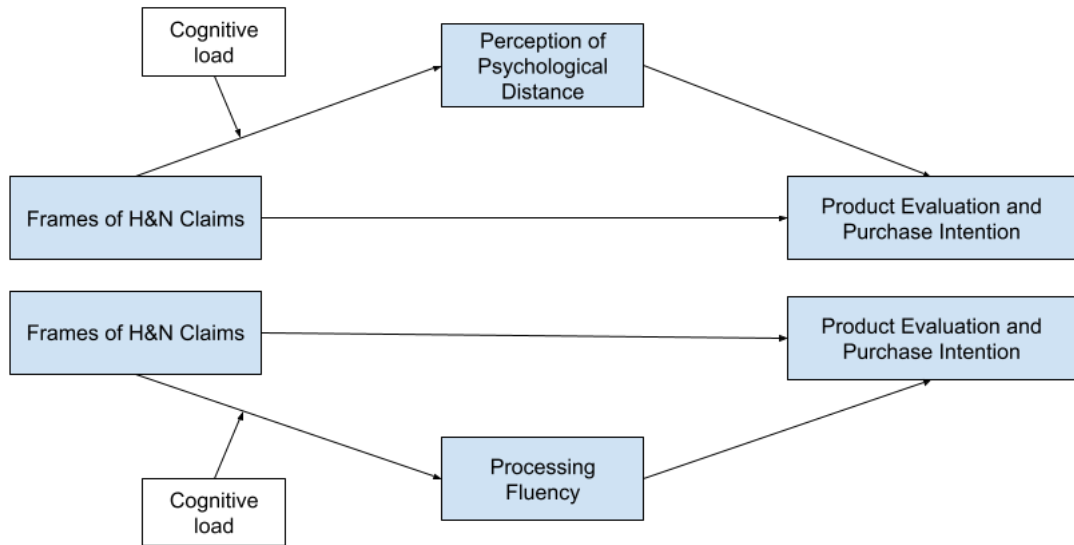 Cognitive
load
Perception of
Psychological
Distance
Frames of H&N Claims
Product Evaluation and
Purchase Intention
Frames of H&N Claims
Product Evaluation and
Purchase Intention
Processing
Fluency
Cognitive
load